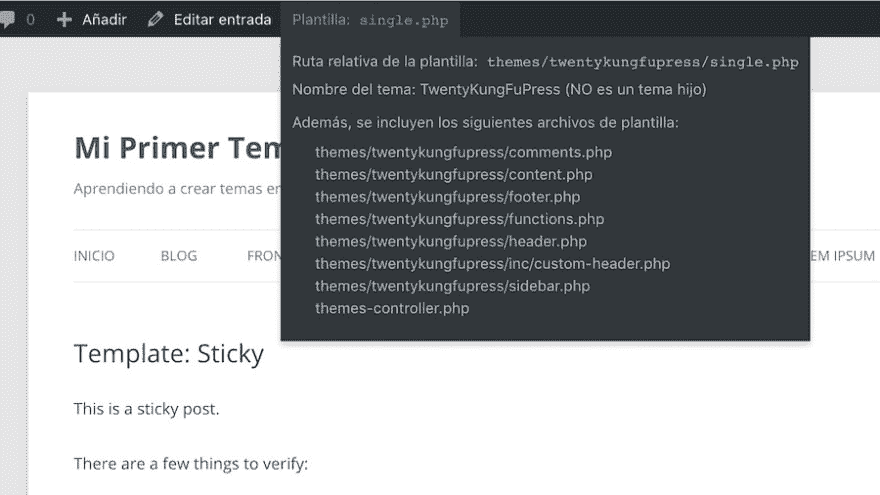 0 Añadir Editar entrada Plantilla: single.php
Ruta relativa de la plantilla: themes/twentykungfupress/single.php
Nombre del tema: TwentyKungFuPress (NO es un tema hijo)
Además, se incluyen los siguientes archivos de plantilla:
themes/twentykungfupress/comments.php
themes/twentykungfupress/content.php
themes/twentykungfupress/footer.php
themes/twentykungfupress/functions.php
themes/twentykungfupress/header.php
themes/twentykungfupress/inc/custom-header.php
themes/twentykungfupress/sidebar.php
themes-controller.php
Mi Primer Tem
Aprendiendo a crear temas en
INICIO BLOG FRON EM IPSUM
Template: Sticky
This is a sticky post.
There are a few things to verify: